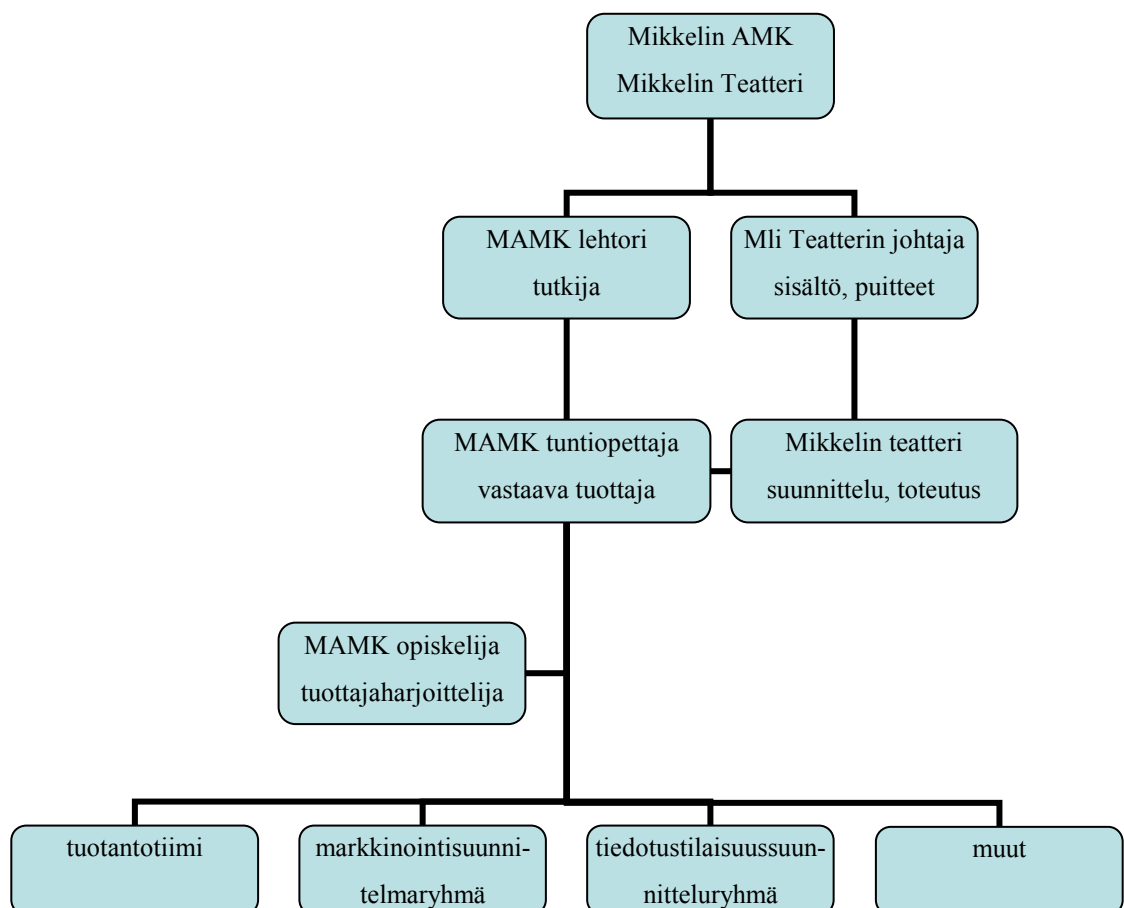 Mikkelin AMK
Mikkelin Teatteri
MAMK lehtori
tutkija
Mli Teatterin johtaja
sisältö, puitteet
MAMK tuntiopettaja
vastaava tuottaja
Mikkelin teatteri
suunnittelu, toteutus
MAMK opiskelija
tuottajaharjoittelija
tuotantotiimi
markkinointisuunni-
telmaryhmä
tiedotustilaisuussuun-
nitteluryhmä
muut